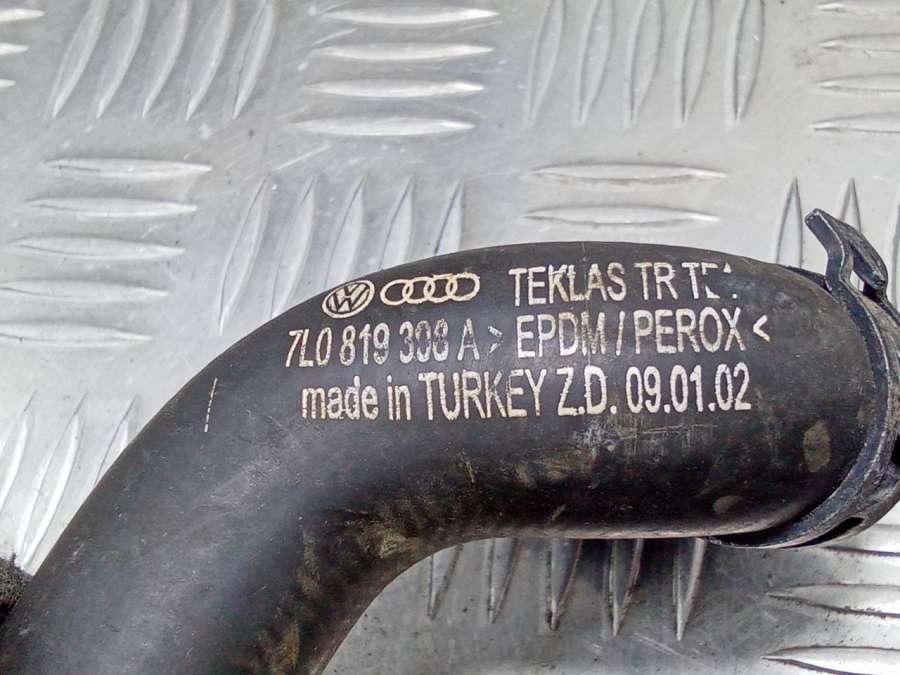 TEKLAS TR
7L0 819 308 A > EPDM / PEROX <
made in TURKEY Z.D. 09.01.02